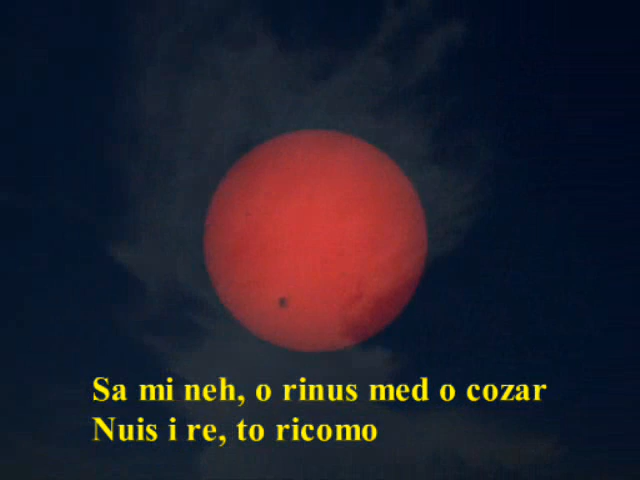 Sa mi neh, o rinus med o cozar
Nuis i re, to ricomo